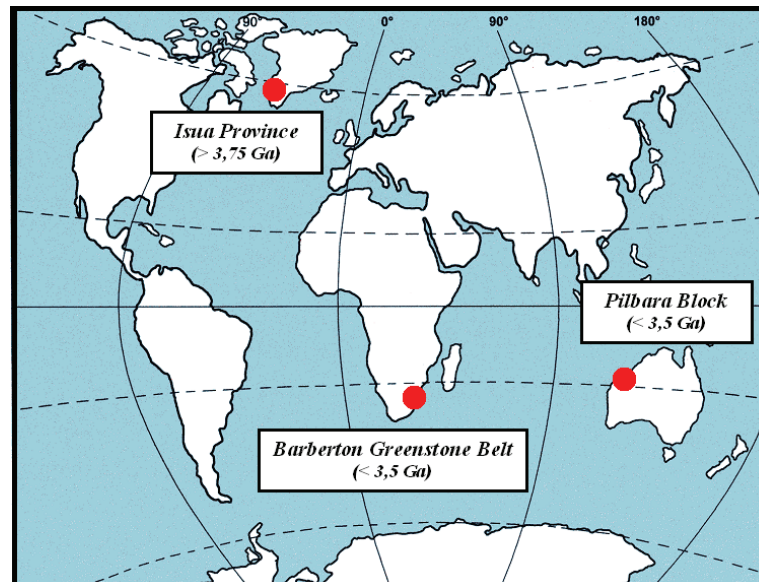 90° 0° 90° 180°
Isua Province
(> 3,75 Ga)
Pilbara Block
(< 3,5 Ga)
Barberton Greenstone Belt
(< 3,5 Ga)